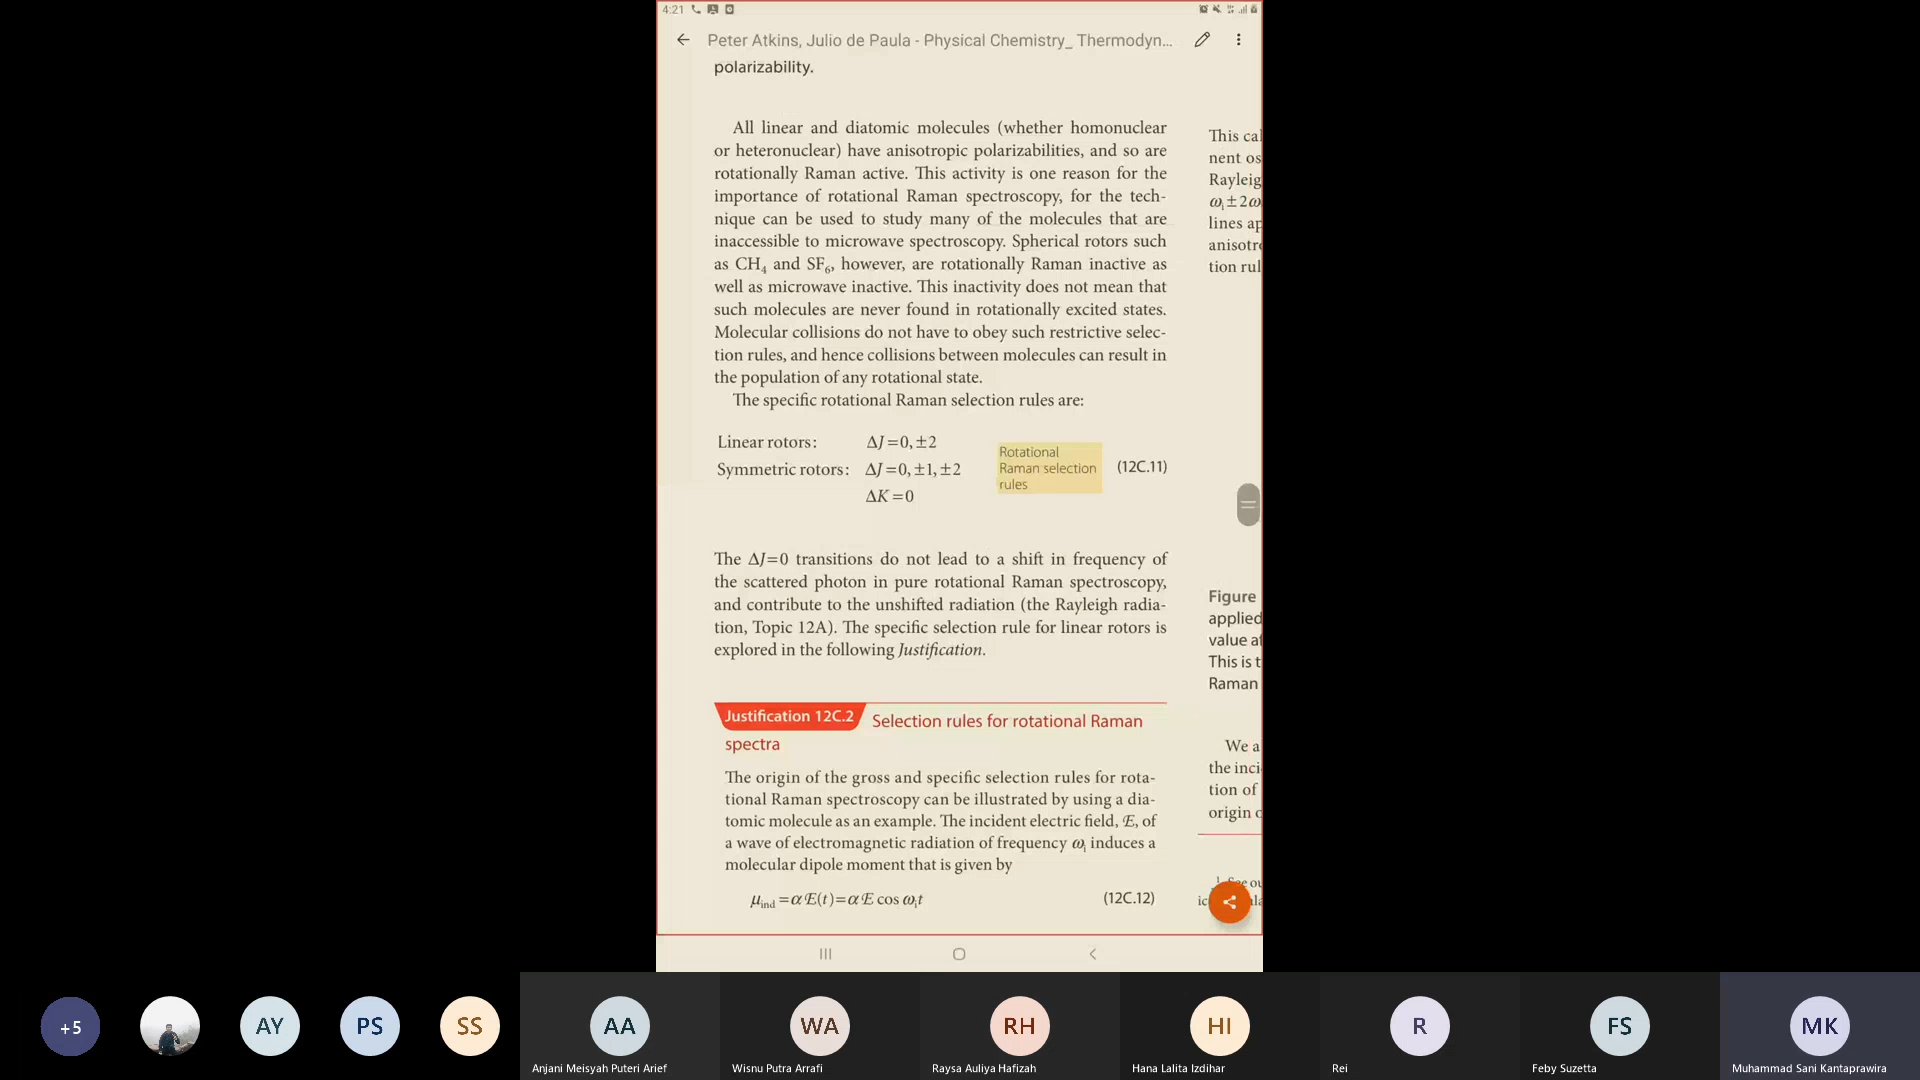 4:21
Peter Atkins, Julio de Paula - Physical Chemistry_ Thermodyn...
polarizability.
All linear and diatomic molecules (whether homonuclear
or heteronuclear) have anisotropic polarizabilities, and so are
rotationally Raman active. This activity is one reason for the
importance of rotational Raman spectroscopy, for the tech-
nique can be used to study many of the molecules that are
inaccessible to microwave spectroscopy. Spherical rotors such
as CH₄ and SF₆, however, are rotationally Raman inactive as
well as microwave inactive. This inactivity does not mean that
such molecules are never found in rotationally excited states.
Molecular collisions do not have to obey such restrictive selec-
tion rules, and hence collisions between molecules can result in
the population of any rotational state.
The specific rotational Raman selection rules are:
Linear rotors: ΔJ=0, ±2
Symmetric rotors: ΔJ=0, ±1, ±2
ΔK=0
Rotational
Raman selection
rules
(12C.11)
The ΔJ=0 transitions do not lead to a shift in frequency of
the scattered photon in pure rotational Raman spectroscopy,
and contribute to the unshifted radiation (the Rayleigh radia-
tion, Topic 12A). The specific selection rule for linear rotors is
explored in the following Justification.
Justification 12C.2 Selection rules for rotational Raman
spectra
The origin of the gross and specific selection rules for rota-
tional Raman spectroscopy can be illustrated by using a dia-
tomic molecule as an example. The incident electric field, ℰ, of
a wave of electromagnetic radiation of frequency ωᵢ induces a
molecular dipole moment that is given by
μind =αℰ(t)=αℰ cos ωᵢt (12C.12)
This cal
nent os
Rayleig
ωᵢ±2ω
lines ap
anisotr
tion rul
Figure
applied
value a
This is t
Raman
We a
the inci
tion of
origin
+5
AY
PS
SS
AA
WA
RH
HI
R
FS
MK
Anjani Meisyah Puteri Arief
Wisnu Putra Arrafi
Raysa Auliya Hafizah
Hana Lalita Izdihar
Rei
Feby Suzetta
Muhammad Sani Kantaprawira